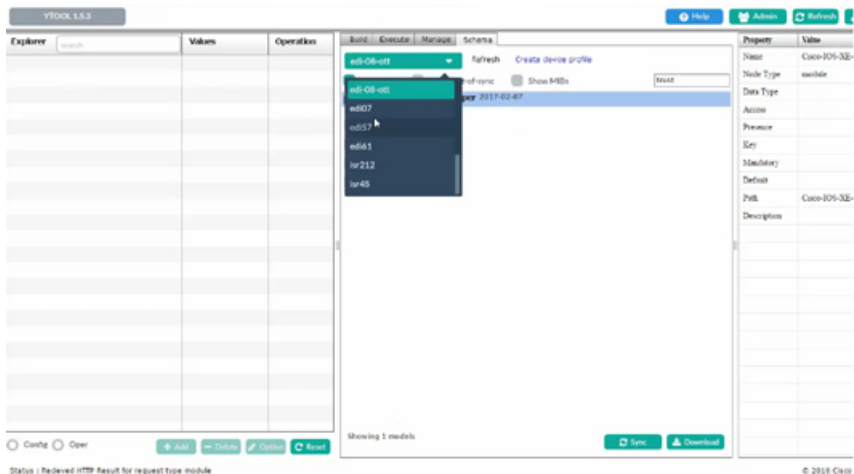 YTOOL 1.5.3
Help Admin Refresh
Explorer search Values Operation
Build Execute Manage Schema
Property Value
edi-08-ott Refresh Create device profile
-of-sync Show MIBs trust
edi-08-ott
per 2017-02-07
edi07
edi57
edi61
isr212
isr45
Name Cisco-IOS-XE-
Node Type module
Data Type
Access
Presence
Key
Mandatory
Default
Path Cisco-IOS-XE-
Description
Showing 1 models
Sync Download
Config Oper Add Delete Option Reset
Status : Recieved HTTP Result for request type module
© 2016 Cisco